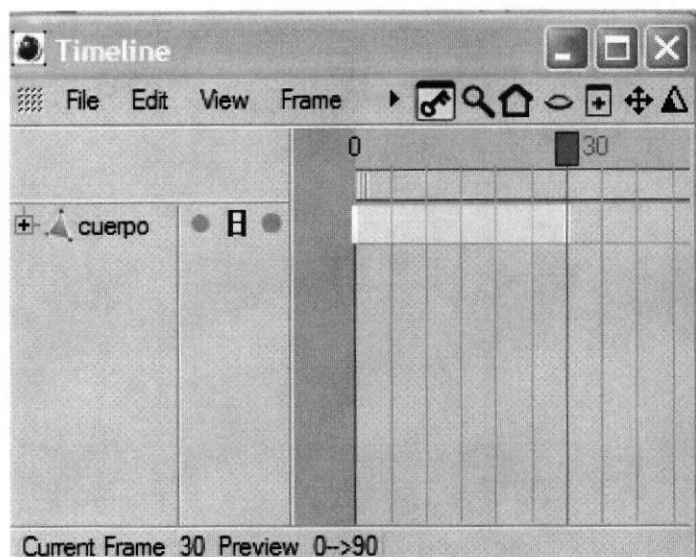 Timeline
File Edit View Frame
0 30
cuerpo
Current Frame 30 Preview 0-->90